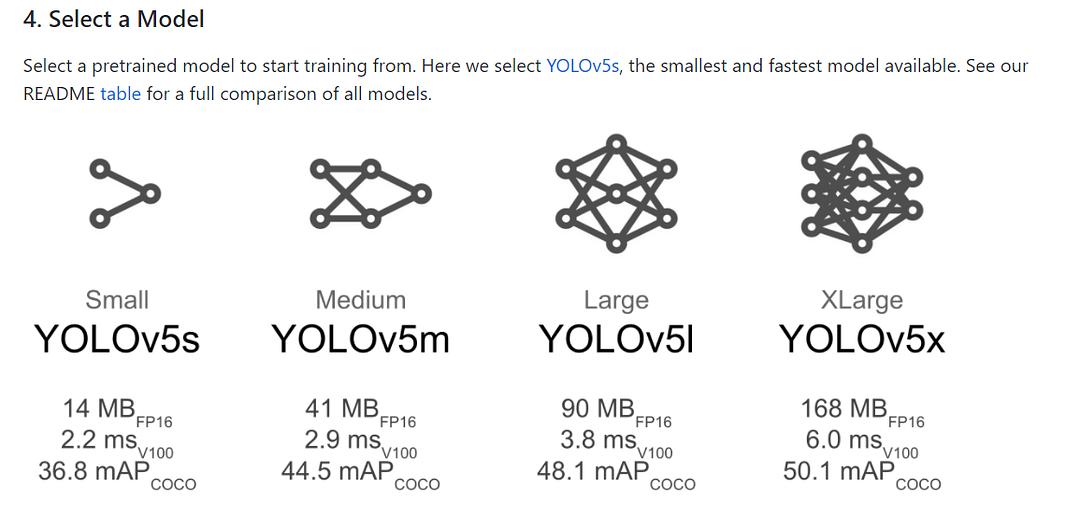 4. Select a Model
Select a pretrained model to start training from. Here we select YOLOv5s, the smallest and fastest model available. See our
README table for a full comparison of all models.
Small
YOLOv5s
14 MB FP16
2.2 ms V100
36.8 mAP COCO
Medium
YOLOv5m
41 MB FP16
2.9 ms V100
44.5 mAP COCO
Large
YOLOv5l
90 MB FP16
3.8 ms V100
48.1 mAP COCO
XLarge
YOLOv5x
168 MB FP16
6.0 ms V100
50.1 mAP COCO